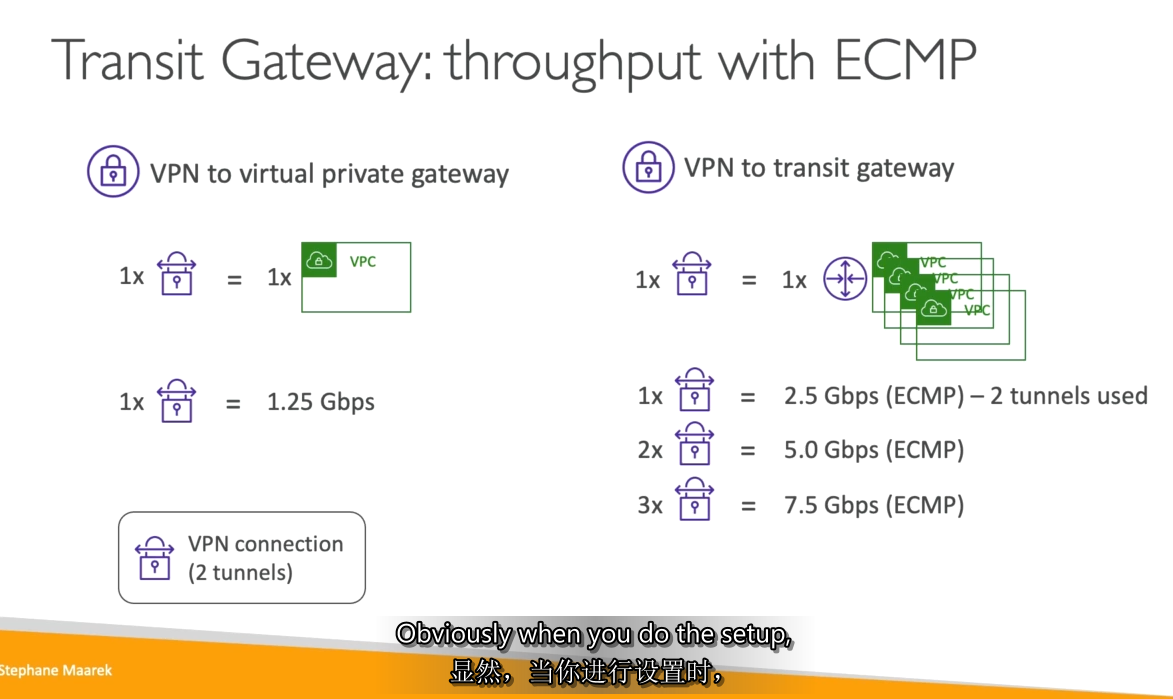 Transit Gateway: throughput with ECMP
VPN to virtual private gateway
1x = 1x VPC
1x = 1.25 Gbps
VPN connection
(2 tunnels)
VPN to transit gateway
1x = 1x VPC
VPC
VPC
VPC
1x = 2.5 Gbps (ECMP) – 2 tunnels used
2x = 5.0 Gbps (ECMP)
3x = 7.5 Gbps (ECMP)
Obviously when you do the setup,
显然，当你进行设置时，
Stephane Maarek